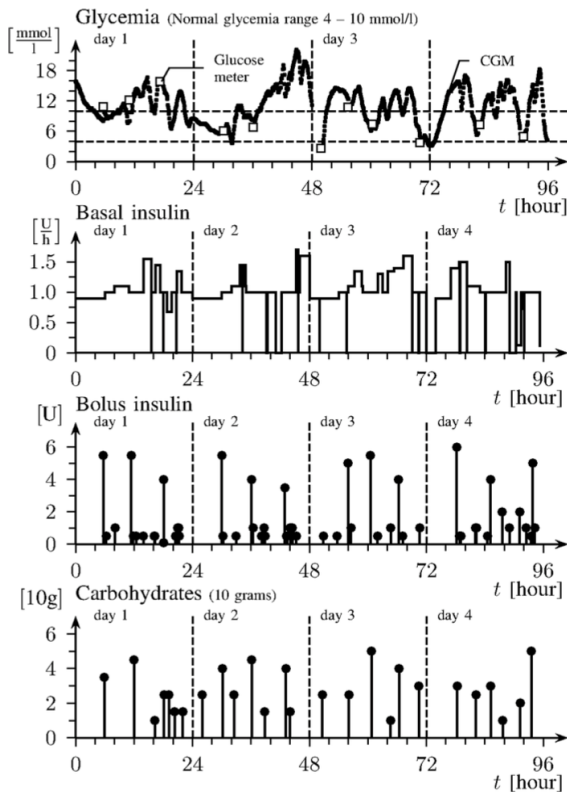 Glycemia (Normal glycemia range 4 – 10 mmol/l)
[mmol/l]
day 1 day 3
Glucose meter
CGM
18
12
6
0
0 24 48 72 96
t [hour]
Basal insulin
[U/h]
day 1 day 2 day 3 day 4
1.5
1.0
0.5
0
0 24 48 72 96
t [hour]
Bolus insulin
[U]
day 1 day 2 day 3 day 4
6
4
2
0
0 24 48 72 96
t [hour]
Carbohydrates (10 grams)
[10g]
day 1 day 2 day 3 day 4
6
4
2
0
0 24 48 72 96
t [hour]